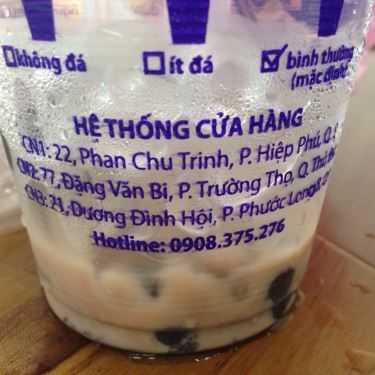 không đá ít đá bình thường
(mặc định)
HỆ THỐNG CỬA HÀNG
CN1: 22, Phan Chu Trinh, P. Hiệp Phú, Q.
CN2: 77, Đặng Văn Bi, P. Trường Thọ, Q. Thủ
CN3: 21, Dương Đình Hội, P. Phước Long B,
Hotline: 0908.375.276